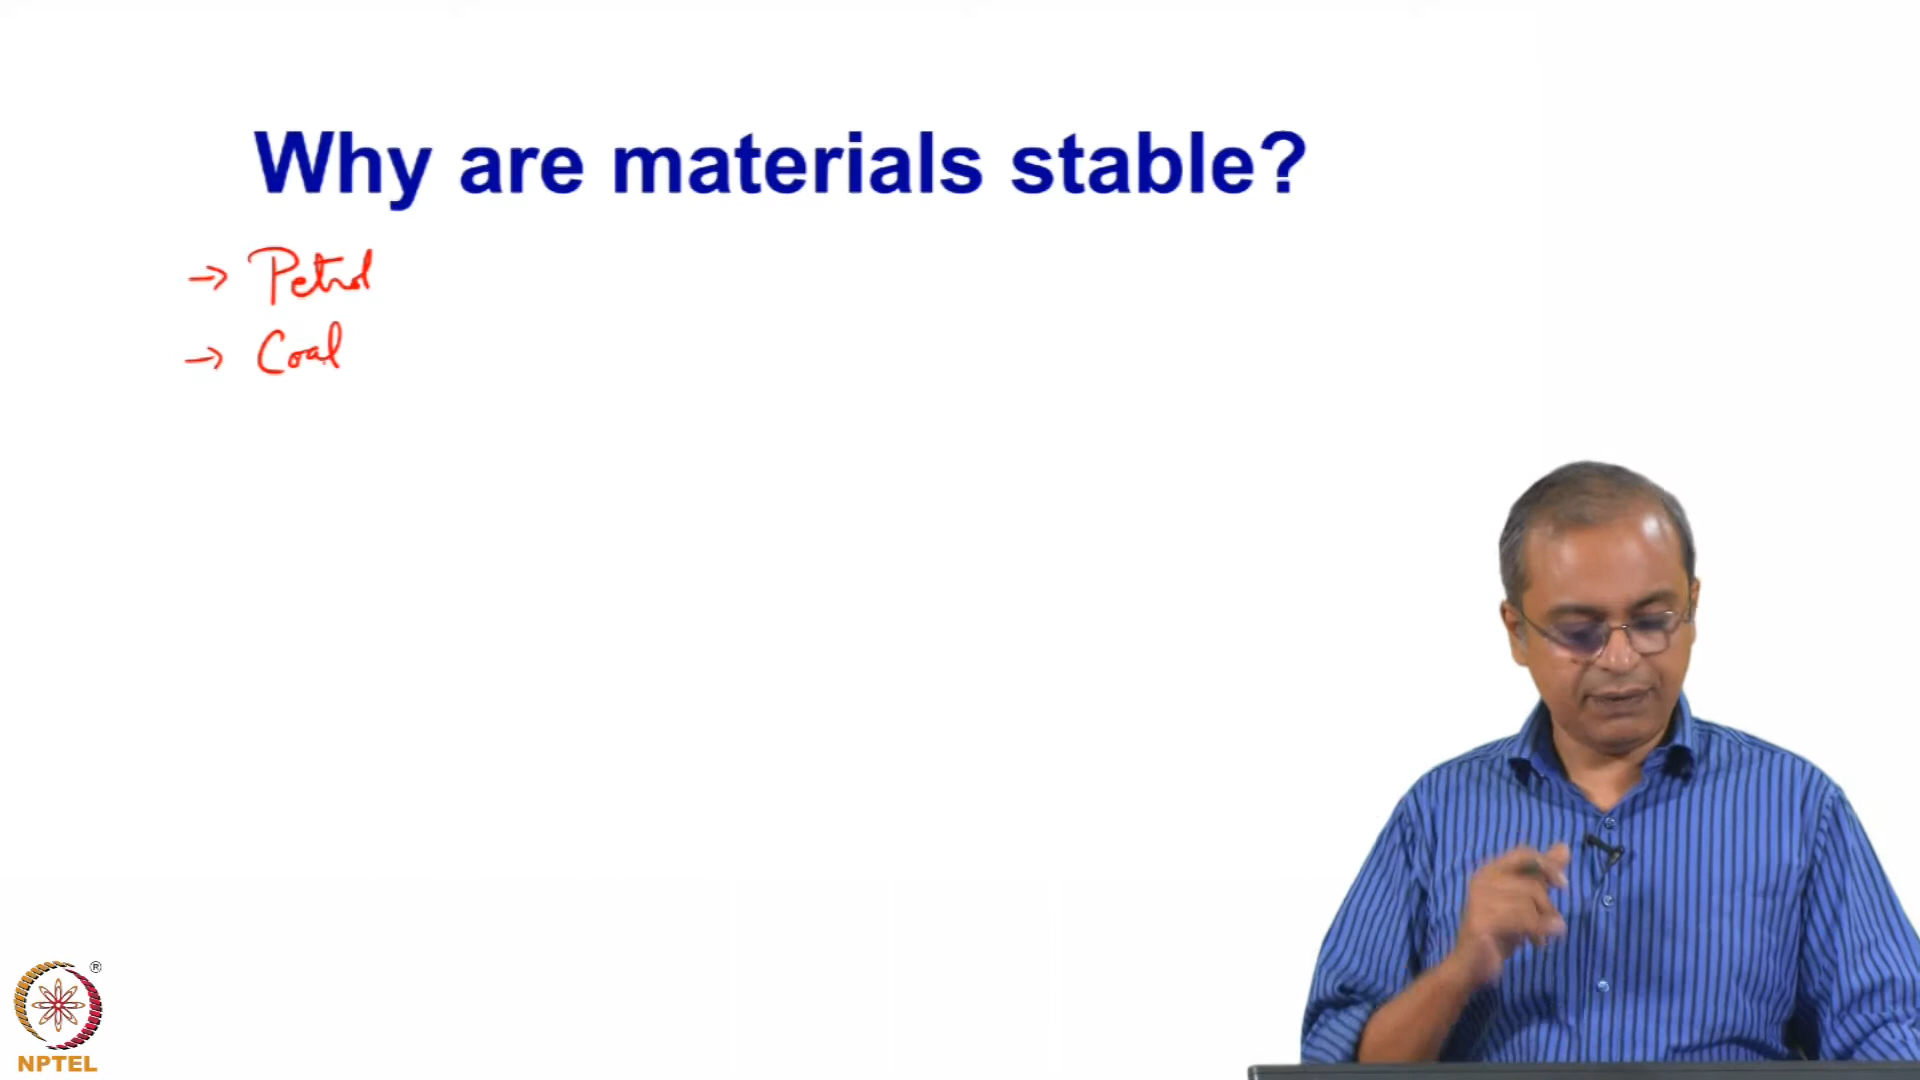 Why are materials stable?
→ Petrol
→ Coal
®
NPTEL